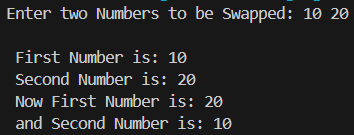 Enter two Numbers to be Swapped: 10 20
First Number is: 10
Second Number is: 20
Now First Number is: 20
and Second Number is: 10